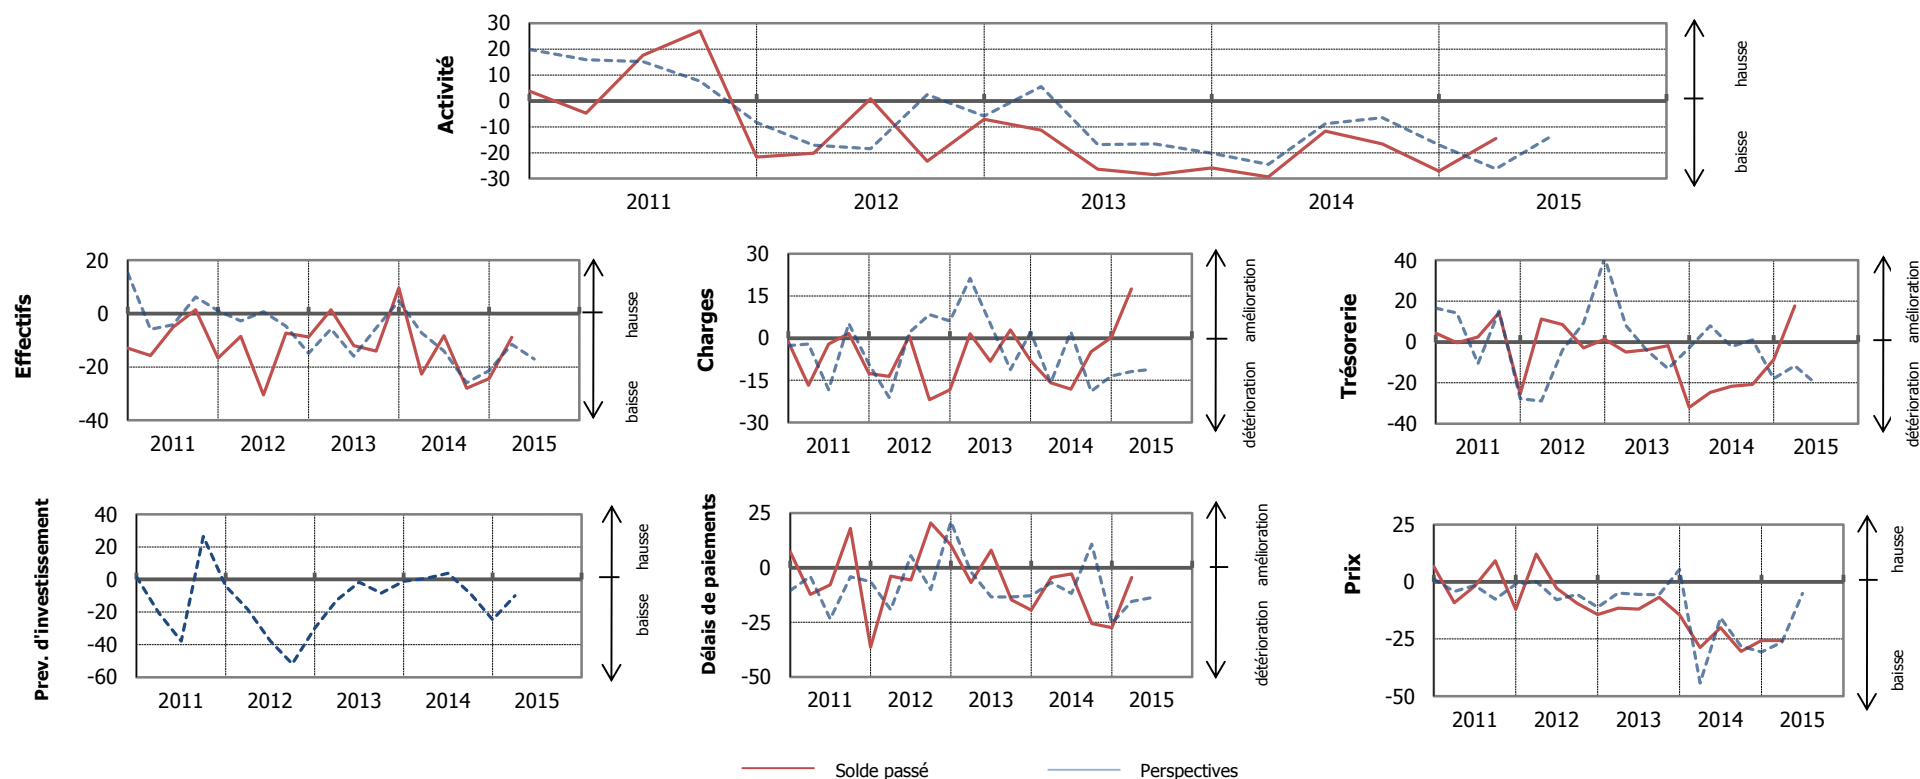 Activité
30
20
10
0
-10
-20
-30
2011 2012 2013 2014 2015
hausse
baisse
Effectifs
20
0
-20
-40
2011 2012 2013 2014 2015
hausse
baisse
Charges
30
15
0
-15
-30
2011 2012 2013 2014 2015
amélioration
détérioration
Trésorerie
40
20
0
-20
-40
2011 2012 2013 2014 2015
amélioration
détérioration
Prev. d'investissement
40
20
0
-20
-40
-60
2011 2012 2013 2014 2015
hausse
baisse
Délais de paiements
25
0
-25
-50
2011 2012 2013 2014 2015
amélioration
détérioration
Prix
25
0
-25
-50
2011 2012 2013 2014 2015
hausse
baisse
Solde passé Perspectives